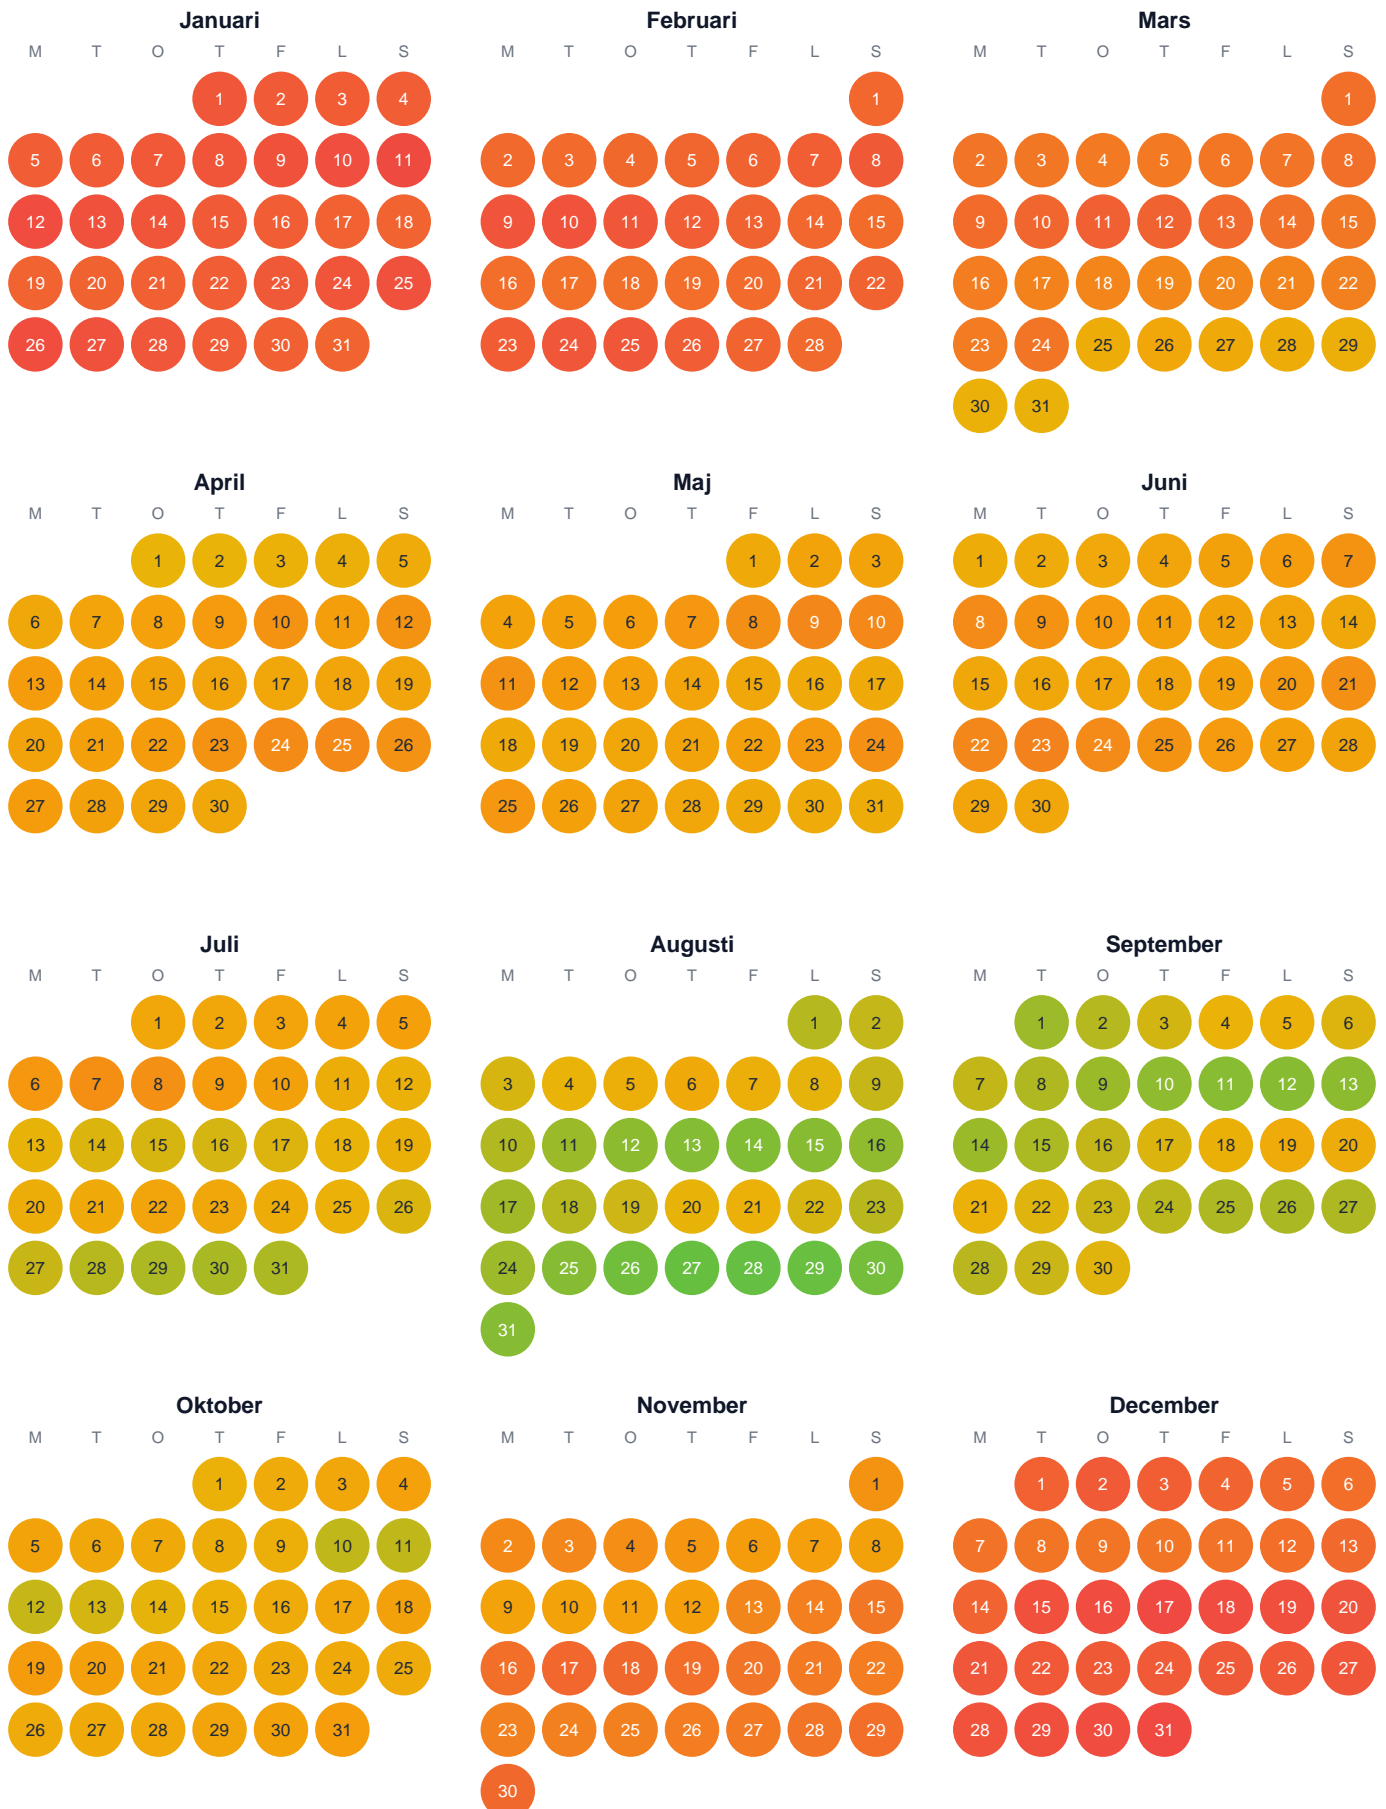 Januari
M T O T F L S
1 2 3 4
5 6 7 8 9 10 11
12 13 14 15 16 17 18
19 20 21 22 23 24 25
26 27 28 29 30 31
Februari
M T O T F L S
1
2 3 4 5 6 7 8
9 10 11 12 13 14 15
16 17 18 19 20 21 22
23 24 25 26 27 28
Mars
M T O T F L S
1
2 3 4 5 6 7 8
9 10 11 12 13 14 15
16 17 18 19 20 21 22
23 24 25 26 27 28 29
30 31
April
M T O T F L S
1 2 3 4 5
6 7 8 9 10 11 12
13 14 15 16 17 18 19
20 21 22 23 24 25 26
27 28 29 30
Maj
M T O T F L S
1 2 3
4 5 6 7 8 9 10
11 12 13 14 15 16 17
18 19 20 21 22 23 24
25 26 27 28 29 30 31
Juni
M T O T F L S
1 2 3 4 5 6 7
8 9 10 11 12 13 14
15 16 17 18 19 20 21
22 23 24 25 26 27 28
29 30
Juli
M T O T F L S
1 2 3 4 5
6 7 8 9 10 11 12
13 14 15 16 17 18 19
20 21 22 23 24 25 26
27 28 29 30 31
Augusti
M T O T F L S
1 2
3 4 5 6 7 8 9
10 11 12 13 14 15 16
17 18 19 20 21 22 23
24 25 26 27 28 29 30
31
September
M T O T F L S
1 2 3 4 5 6
7 8 9 10 11 12 13
14 15 16 17 18 19 20
21 22 23 24 25 26 27
28 29 30
Oktober
M T O T F L S
1 2 3 4
5 6 7 8 9 10 11
12 13 14 15 16 17 18
19 20 21 22 23 24 25
26 27 28 29 30 31
November
M T O T F L S
1
2 3 4 5 6 7 8
9 10 11 12 13 14 15
16 17 18 19 20 21 22
23 24 25 26 27 28 29
30
December
M T O T F L S
1 2 3 4 5 6
7 8 9 10 11 12 13
14 15 16 17 18 19 20
21 22 23 24 25 26 27
28 29 30 31